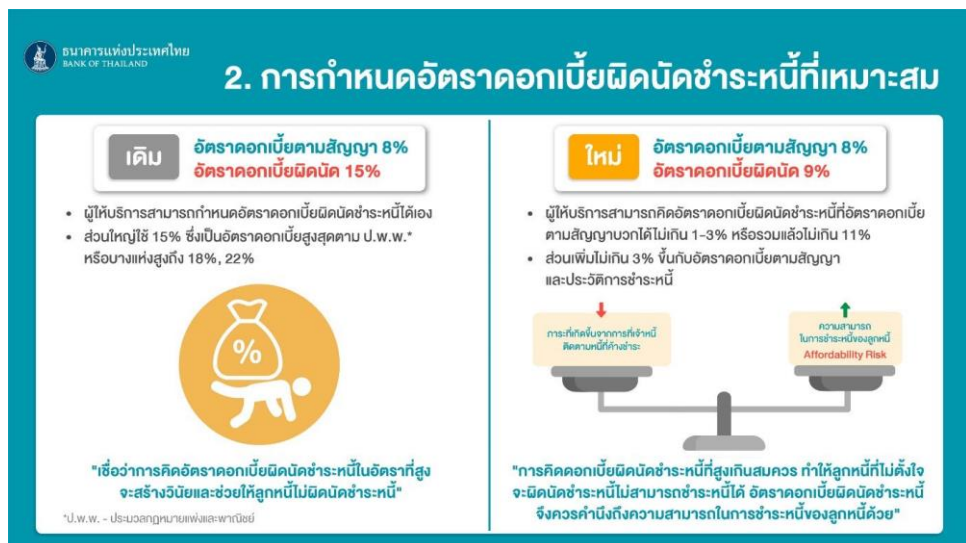 ธนาคารแห่งประเทศไทย
BANK OF THAILAND
2. การกำหนดอัตราดอกเบี้ยผิดนัดชำระหนี้ที่เหมาะสม
เดิม
อัตราดอกเบี้ยตามสัญญา 8%
อัตราดอกเบี้ยผิดนัด 15%
• ผู้ให้บริการสามารถกำหนดอัตราดอกเบี้ยผิดนัดชำระหนี้ได้เอง
• ส่วนใหญ่ใช้ 15% ซึ่งเป็นอัตราดอกเบี้ยสูงสุดตาม ป.พ.พ.*
หรือบางแห่งสูงถึง 18%, 22%
%
"เชื่อว่าการคิดอัตราดอกเบี้ยผิดนัดชำระหนี้ในอัตราที่สูง
จะสร้างวินัยและช่วยให้ลูกหนี้ไม่ผิดนัดชำระหนี้"
*ป.พ.พ. - ประมวลกฎหมายแพ่งและพาณิชย์
ใหม่
อัตราดอกเบี้ยตามสัญญา 8%
อัตราดอกเบี้ยผิดนัด 9%
• ผู้ให้บริการสามารถคิดอัตราดอกเบี้ยผิดนัดชำระหนี้ที่อัตราดอกเบี้ย
ตามสัญญาบวกได้ไม่เกิน 1-3% หรือรวมแล้วไม่เกิน 11%
• ส่วนเพิ่มไม่เกิน 3% ขึ้นกับอัตราดอกเบี้ยตามสัญญา
และประวัติการชำระหนี้
ภาระที่เกิดขึ้นจากการที่เจ้าหนี้
ติดตามหนี้ที่ค้างชำระ
ความสามารถ
ในการชำระหนี้ของลูกหนี้
Affordability Risk
"การคิดดอกเบี้ยผิดนัดชำระหนี้ที่สูงเกินสมควร ทำให้ลูกหนี้ที่ไม่ตั้งใจ
จะผิดนัดชำระหนี้ไม่สามารถชำระหนี้ได้ อัตราดอกเบี้ยผิดนัดชำระหนี้
จึงควรคำนึงถึงความสามารถในการชำระหนี้ของลูกหนี้ด้วย"